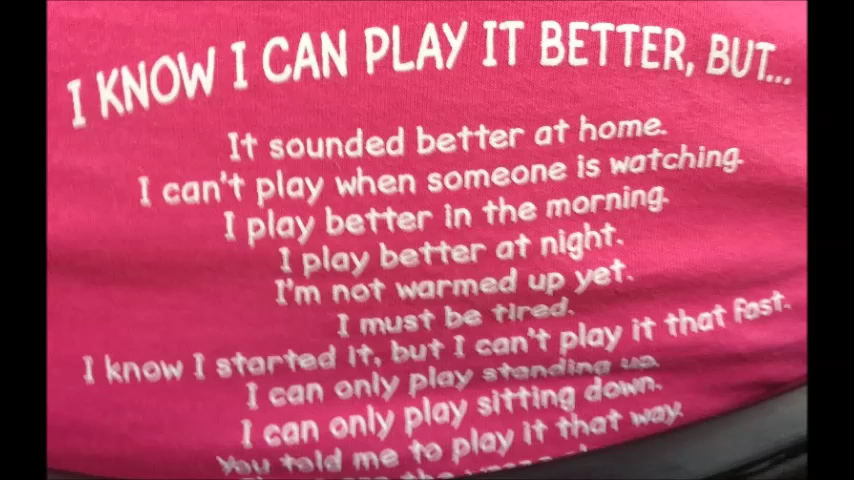 I KNOW I CAN PLAY IT BETTER, BUT...
It sounded better at home.
I can't play when someone is watching.
I play better in the morning.
I play better at night.
I'm not warmed up yet.
I must be tired.
I know I started it, but I can't play it that fast.
I can only play standing up.
I can only play sitting down.
You told me to play it that way.